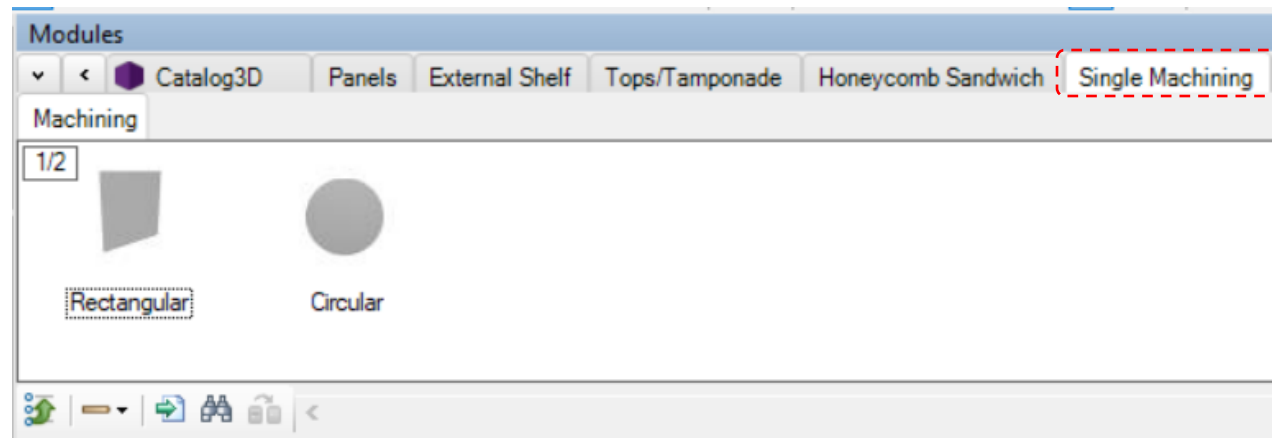 Modules
Catalog3D Panels External Shelf Tops/Tamponade Honeycomb Sandwich Single Machining
Machining
1/2
Rectangular Circular